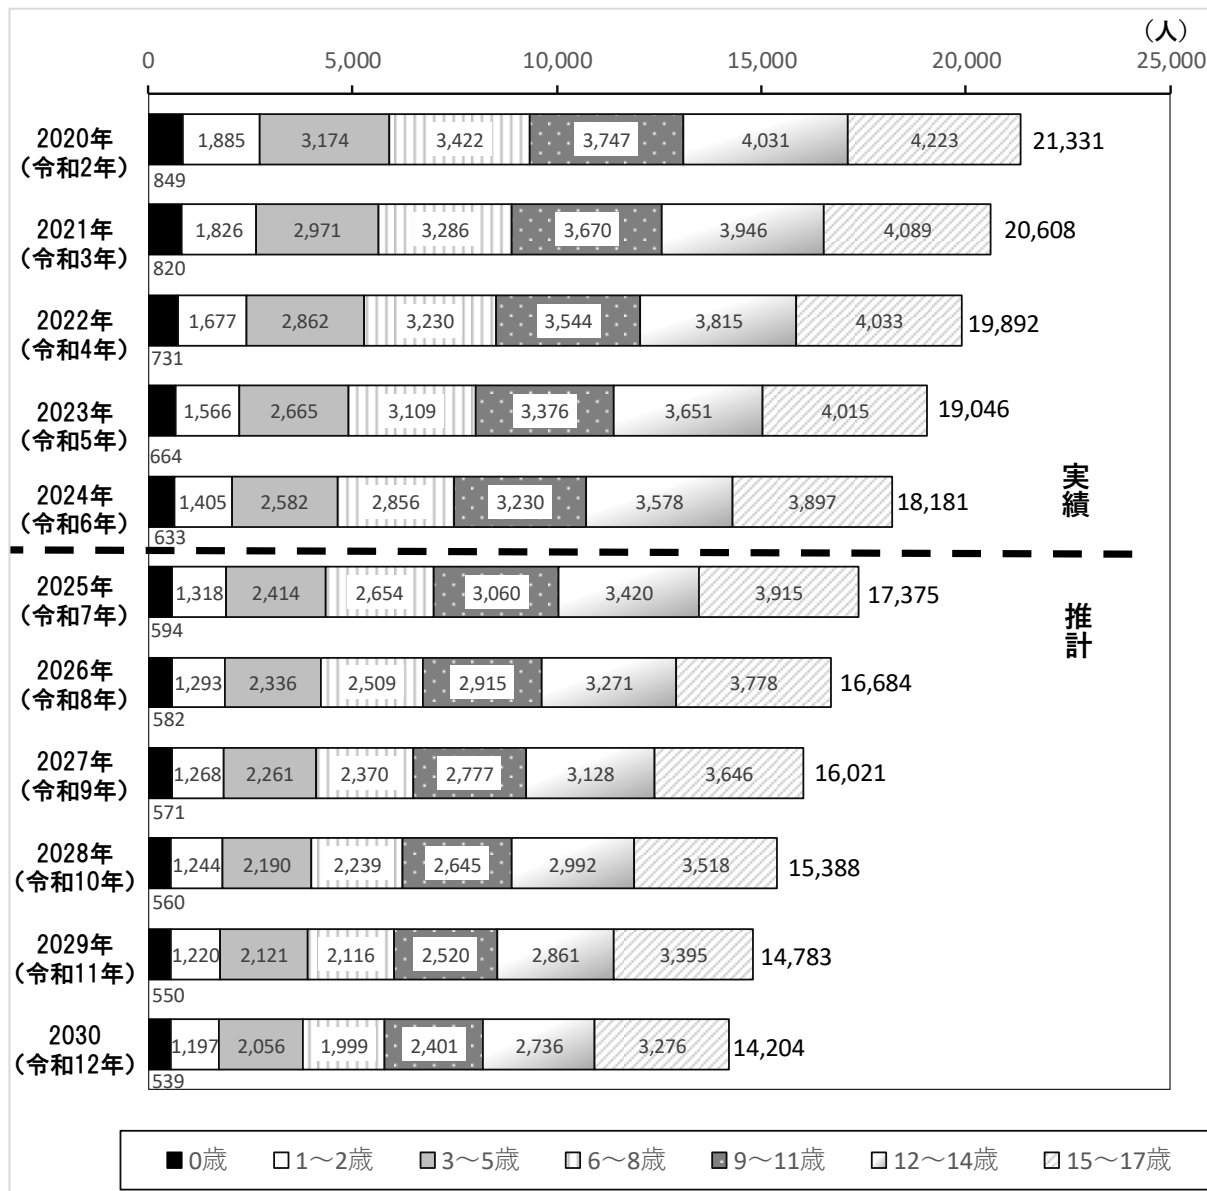 （人）
0 5,000 10,000 15,000 20,000 25,000
2020年
（令和2年）
1,885 3,174 3,422 3,747 4,031 4,223 21,331
849
2021年
（令和3年）
1,826 2,971 3,286 3,670 3,946 4,089 20,608
820
2022年
（令和4年）
1,677 2,862 3,230 3,544 3,815 4,033 19,892
731
2023年
（令和5年）
1,566 2,665 3,109 3,376 3,651 4,015 19,046
664
2024年
（令和6年）
1,405 2,582 2,856 3,230 3,578 3,897 18,181
633
実績
推計
2025年
（令和7年）
1,318 2,414 2,654 3,060 3,420 3,915 17,375
594
2026年
（令和8年）
1,293 2,336 2,509 2,915 3,271 3,778 16,684
582
2027年
（令和9年）
1,268 2,261 2,370 2,777 3,128 3,646 16,021
571
2028年
（令和10年）
1,244 2,190 2,239 2,645 2,992 3,518 15,388
560
2029年
（令和11年）
1,220 2,121 2,116 2,520 2,861 3,395 14,783
550
2030
（令和12年）
1,197 2,056 1,999 2,401 2,736 3,276 14,204
539
0歳 1～2歳 3～5歳 6～8歳 9～11歳 12～14歳 15～17歳